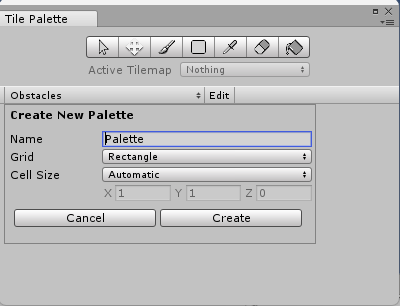 Tile Palette
Active Tilemap Nothing
Obstacles Edit
Create New Palette
Name Palette
Grid Rectangle
Cell Size Automatic
X 1 Y 1 Z 0
Cancel Create